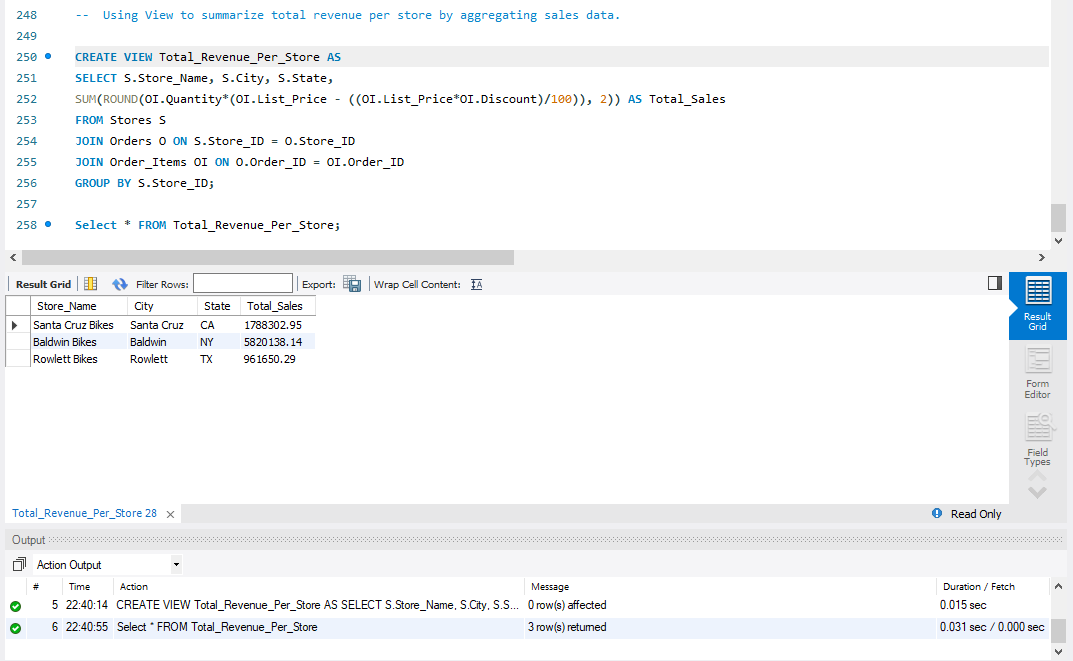 248 -- Using View to summarize total revenue per store by aggregating sales data.
249
250 CREATE VIEW Total_Revenue_Per_Store AS
251 SELECT S.Store_Name, S.City, S.State,
252 SUM(ROUND(OI.Quantity*(OI.List_Price - ((OI.List_Price*OI.Discount)/100)), 2)) AS Total_Sales
253 FROM Stores S
254 JOIN Orders O ON S.Store_ID = O.Store_ID
255 JOIN Order_Items OI ON O.Order_ID = OI.Order_ID
256 GROUP BY S.Store_ID;
257
258 Select * FROM Total_Revenue_Per_Store;
Result Grid Filter Rows: Export: Wrap Cell Content: IA
Store_Name City State Total_Sales
Santa Cruz Bikes Santa Cruz CA 1788302.95
Baldwin Bikes Baldwin NY 5820138.14
Rowlett Bikes Rowlett TX 961650.29
Result
Grid
Form
Editor
Field
Types
Total_Revenue_Per_Store 28 Read Only
Output
Action Output
# Time Action Message Duration / Fetch
5 22:40:14 CREATE VIEW Total_Revenue_Per_Store AS SELECT S.Store_Name, S.City, S.S... 0 row(s) affected 0.015 sec
6 22:40:55 Select * FROM Total_Revenue_Per_Store 3 row(s) returned 0.031 sec / 0.000 sec